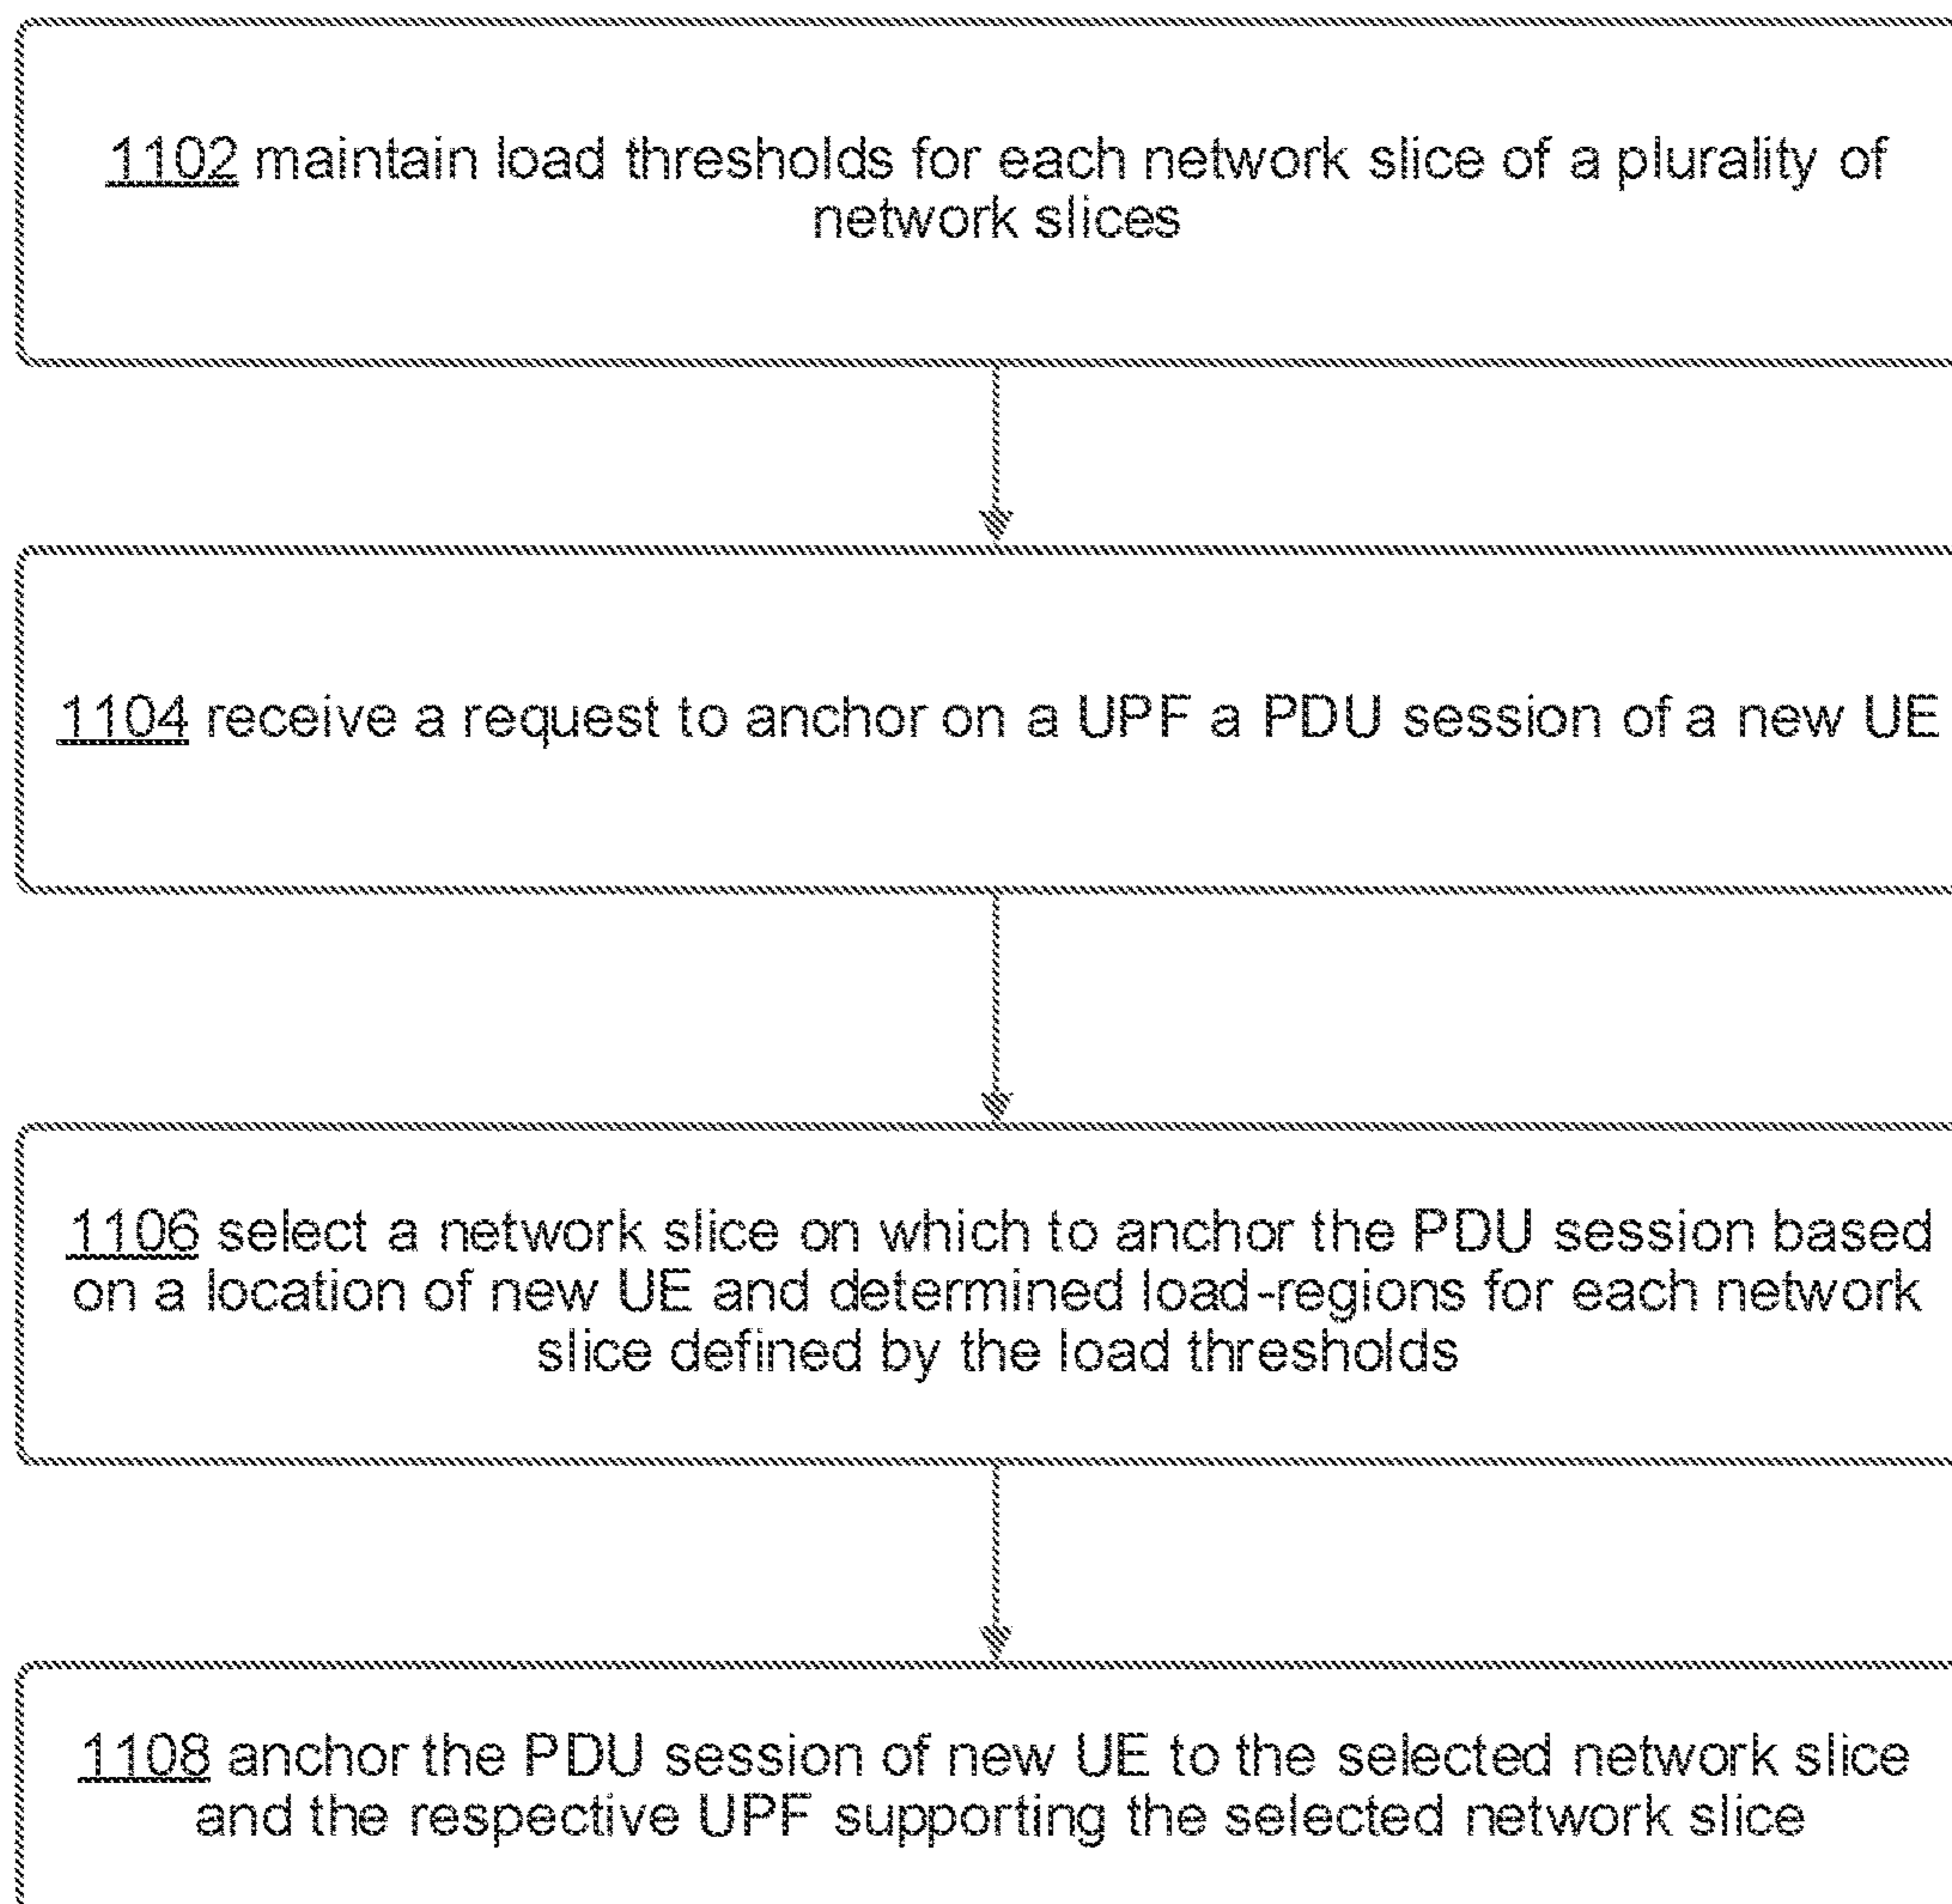 1102 maintain load thresholds for each network slice of a plurality of
network slices
1104 receive a request to anchor on a UPF a PDU session of a new UE
1106 select a network slice on which to anchor the PDU session based
on a location of new UE and determined load-regions for each network
slice defined by the load thresholds
1108 anchor the PDU session of new UE to the selected network slice
and the respective UPF supporting the selected network slice